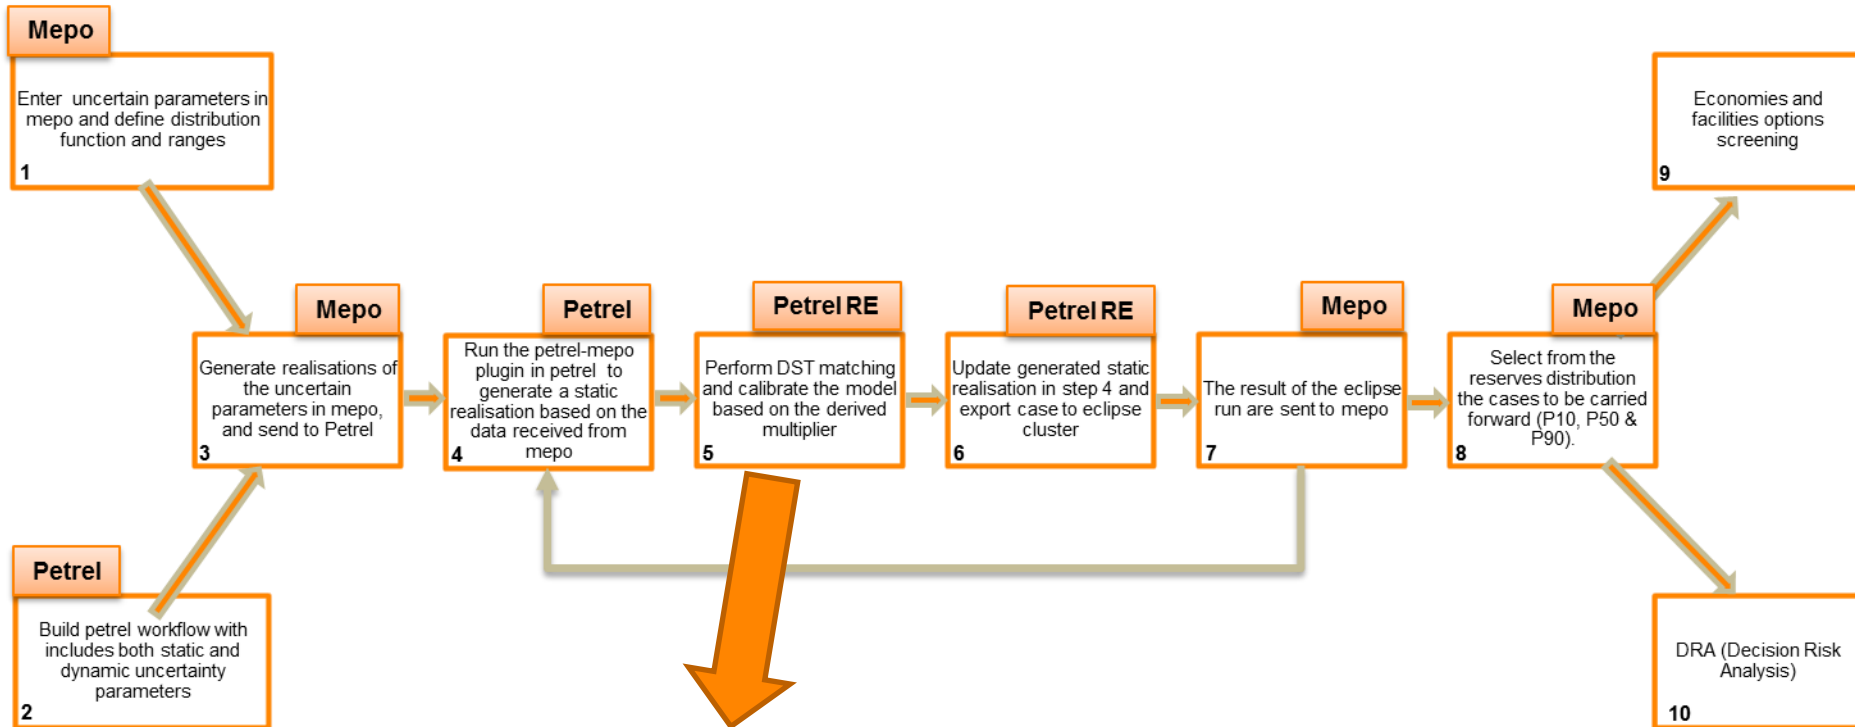 Mepo
Enter uncertain parameters in
mepo and define distribution
function and ranges
1
Petrel
Build petrel workflow with
includes both static and
dynamic uncertainty
parameters
2
Mepo
Generate realisations of
the uncertain
parameters in mepo,
and send to Petrel
3
Petrel
Run the petrel-mepo
plugin in petrel to
generate a static
realisation based on the
data received from
mepo
4
Petrel RE
Perform DST matching
and calibrate the model
based on the derived
multiplier
5
Petrel RE
Update generated static
realisation in step 4 and
export case to eclipse
cluster
6
Mepo
The result of the eclipse
run are sent to mepo
7
Mepo
Select from the
reserves distribution
the cases to be carried
forward (P10, P50 &
P90).
8
Economies and
facilities options
screening
9
DRA (Decision Risk
Analysis)
10